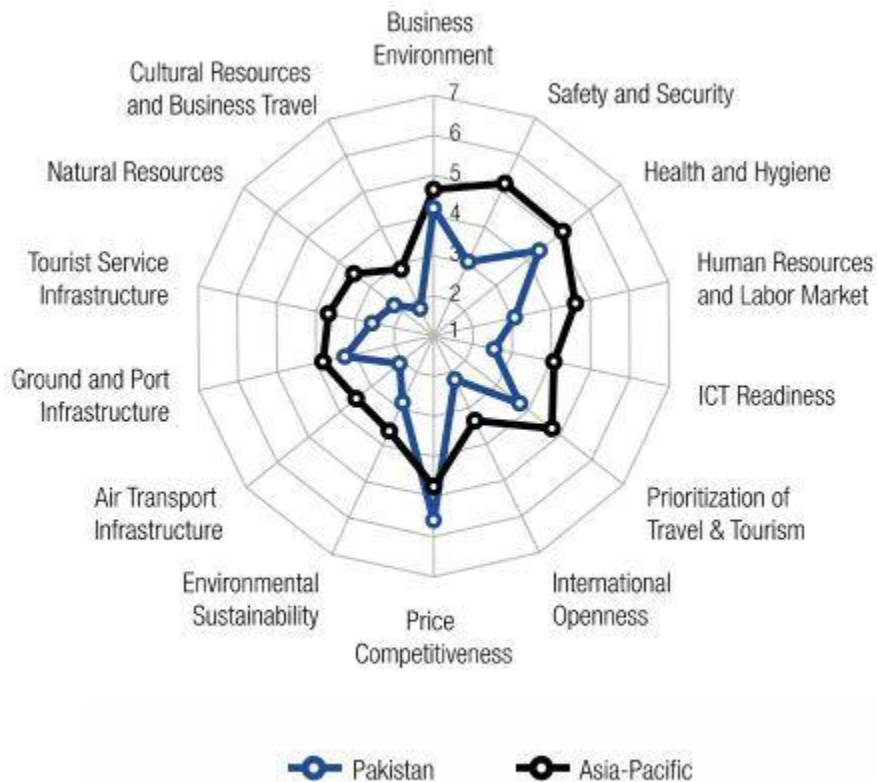 Business
Environment
Cultural Resources
and Business Travel
Safety and Security
Natural Resources
Health and Hygiene
Tourist Service
Infrastructure
Human Resources
and Labor Market
Ground and Port
Infrastructure
ICT Readiness
Air Transport
Infrastructure
Prioritization of
Travel & Tourism
Environmental
Sustainability
International
Openness
Price
Competitiveness
7
6
5
4
3
2
1
Pakistan
Asia-Pacific